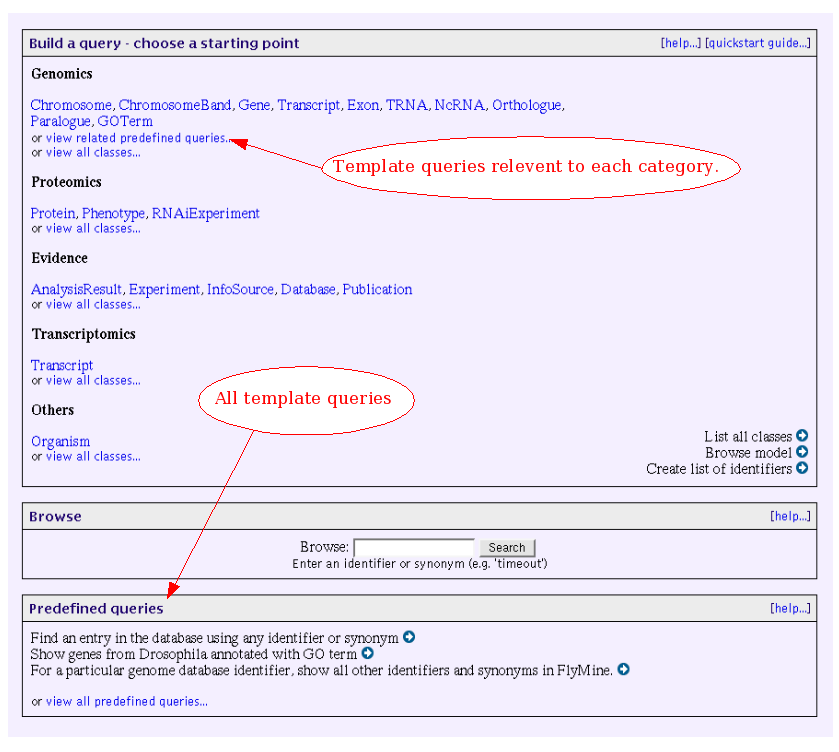 Build a query - choose a starting point [help...] [quickstart guide...]
Genomics
Chromosome, ChromosomeBand, Gene, Transcript, Exon, TRNA, NcRNA, Orthologue,
Paralogue, GOTerm
or view related predefined queries...
or view all classes...
Template queries relevent to each category.
Proteomics
Protein, Phenotype, RNAiExperiment
or view all classes...
Evidence
AnalysisResult, Experiment, InfoSource, Database, Publication
or view all classes...
Transcriptomics
Transcript
or view all classes...
All template queries
Others
Organism
or view all classes...
List all classes
Browse model
Create list of identifiers
Browse [help...]
Browse: Search
Enter an identifier or synonym (e.g. 'timeout')
Predefined queries [help...]
Find an entry in the database using any identifier or synonym
Show genes from Drosophila annotated with GO term
For a particular genome database identifier, show all other identifiers and synonyms in FlyMine.
or view all predefined queries...